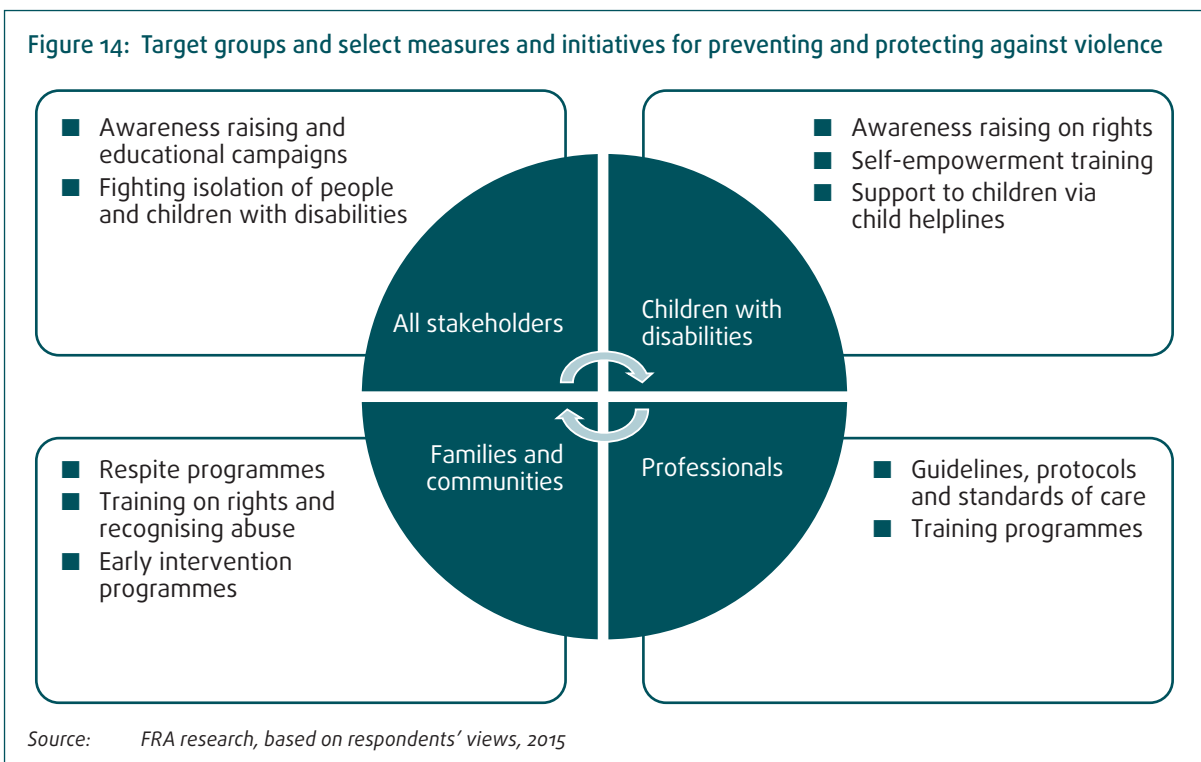 Figure 14: Target groups and select measures and initiatives for preventing and protecting against violence
■ Awareness raising and
educational campaigns
■ Fighting isolation of people
and children with disabilities
■ Awareness raising on rights
■ Self-empowerment training
■ Support to children via
child helplines
All stakeholders
Children with
disabilities
Families and
communities
Professionals
■ Respite programmes
■ Training on rights and
recognising abuse
■ Early intervention
programmes
■ Guidelines, protocols
and standards of care
■ Training programmes
Source: FRA research, based on respondents’ views, 2015